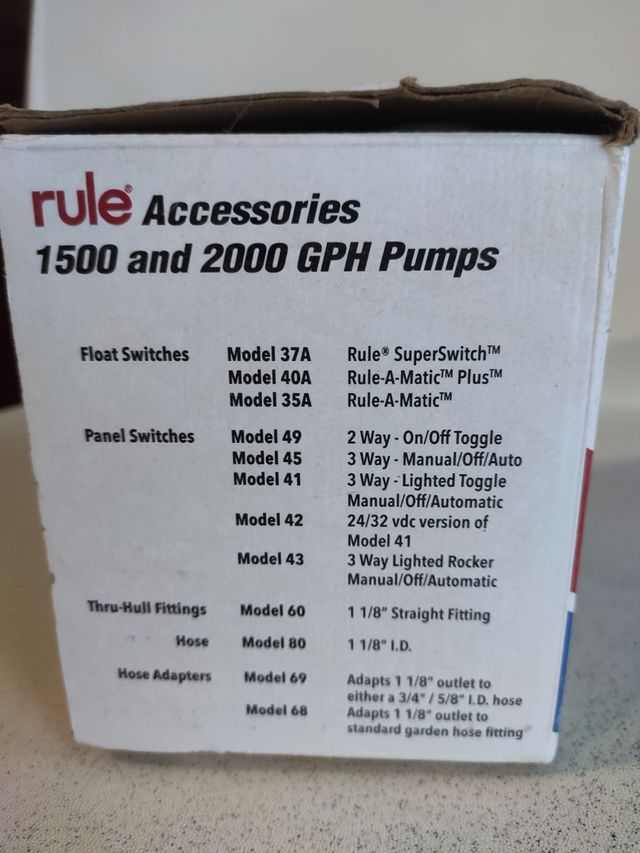 rule® Accessories
1500 and 2000 GPH Pumps
Float Switches Model 37A Rule® SuperSwitch™
Model 40A Rule-A-Matic™ Plus™
Model 35A Rule-A-Matic™
Panel Switches Model 49 2 Way - On/Off Toggle
Model 45 3 Way - Manual/Off/Auto
Model 41 3 Way - Lighted Toggle
Manual/Off/Automatic
Model 42 24/32 vdc version of
Model 41
Model 43 3 Way Lighted Rocker
Manual/Off/Automatic
Thru-Hull Fittings Model 60 1 1/8" Straight Fitting
Hose Model 80 1 1/8" I.D.
Hose Adapters Model 69 Adapts 1 1/8" outlet to
either a 3/4" / 5/8" I.D. hose
Model 68 Adapts 1 1/8" outlet to
standard garden hose fitting